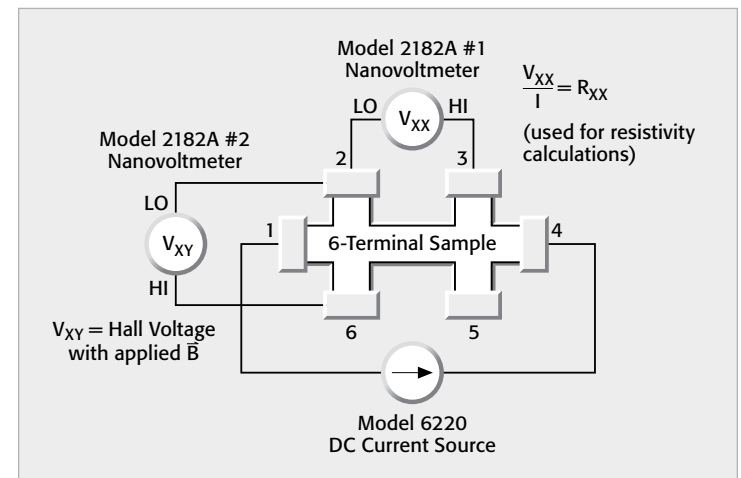 Model 2182A #1
Nanovoltmeter
V_XX
I
= R_XX
(used for resistivity
calculations)
LO
V_XX
HI
Model 2182A #2
Nanovoltmeter
2
3
LO
V_XY
HI
1
6-Terminal Sample
4
V_XY = Hall Voltage
with applied B⃗
6
5
Model 6220
DC Current Source